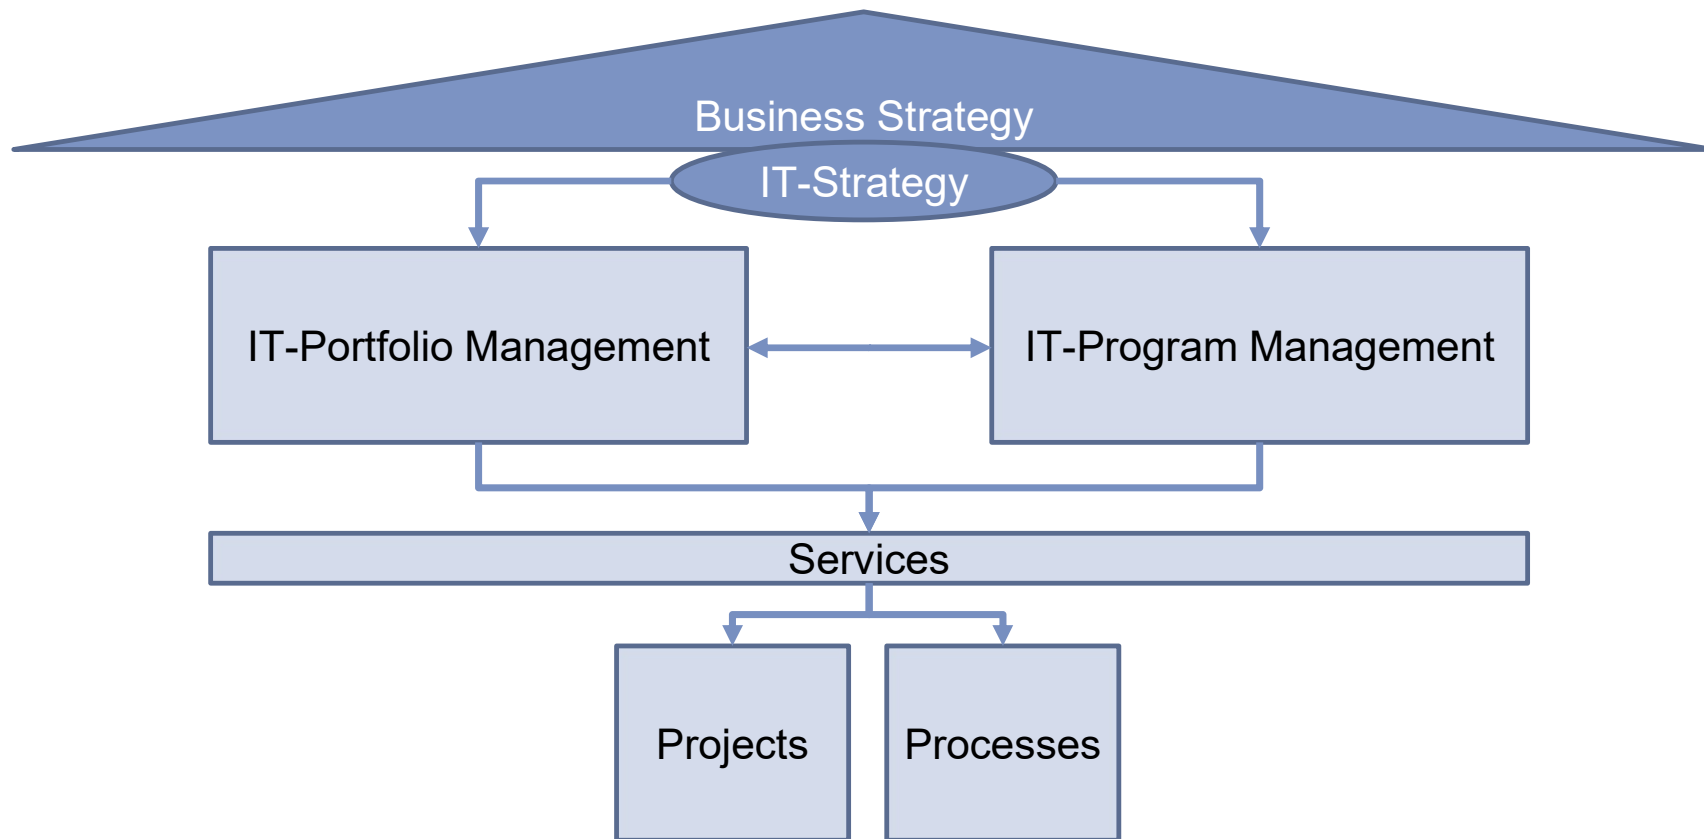 Business Strategy
IT-Strategy
IT-Portfolio Management
IT-Program Management
Services
Projects
Processes